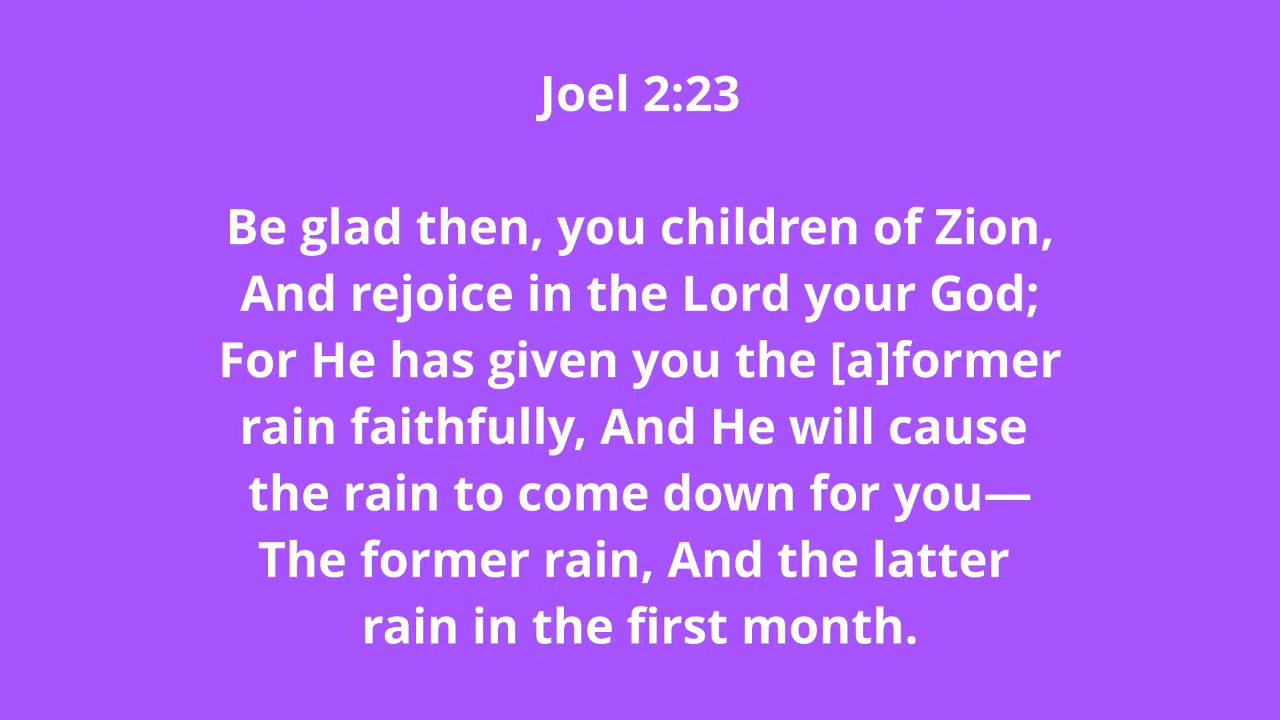 Joel 2:23
Be glad then, you children of Zion,
And rejoice in the Lord your God;
For He has given you the [a]former
rain faithfully, And He will cause
the rain to come down for you—
The former rain, And the latter
rain in the first month.